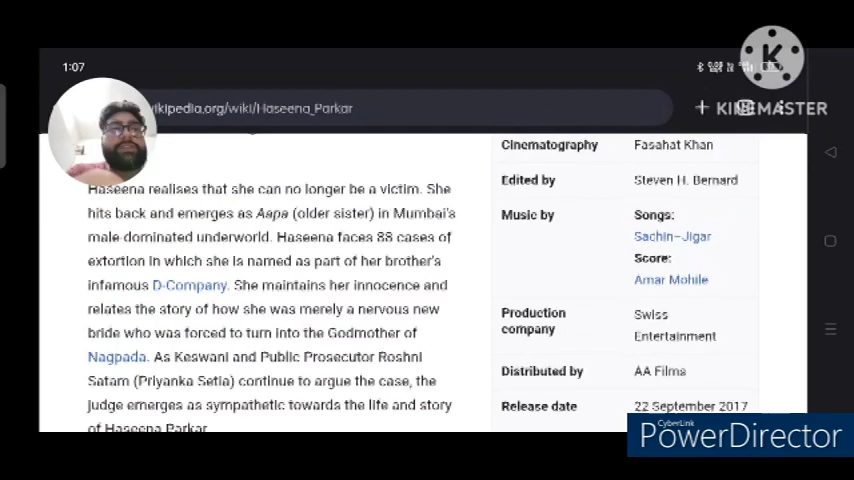 1:07
wikipedia.org/wiki/Haseena_Parkar
KINEMASTER
Haseena realises that she can no longer be a victim. She
hits back and emerges as Aapa (older sister) in Mumbai's
male-dominated underworld. Haseena faces 88 cases of
extortion in which she is named as part of her brother's
infamous D-Company. She maintains her innocence and
relates the story of how she was merely a nervous new
bride who was forced to turn into the Godmother of
Nagpada. As Keswani and Public Prosecutor Roshni
Satam (Priyanka Setia) continue to argue the case, the
judge emerges as sympathetic towards the life and story
of Haseena Parkar
Cinematography Fasahat Khan
Edited by Steven H. Bernard
Music by Songs:
Sachin–Jigar
Score:
Amar Mohile
Production Swiss
company Entertainment
Distributed by AA Films
Release date 22 September 2017
CyberLink
PowerDirector